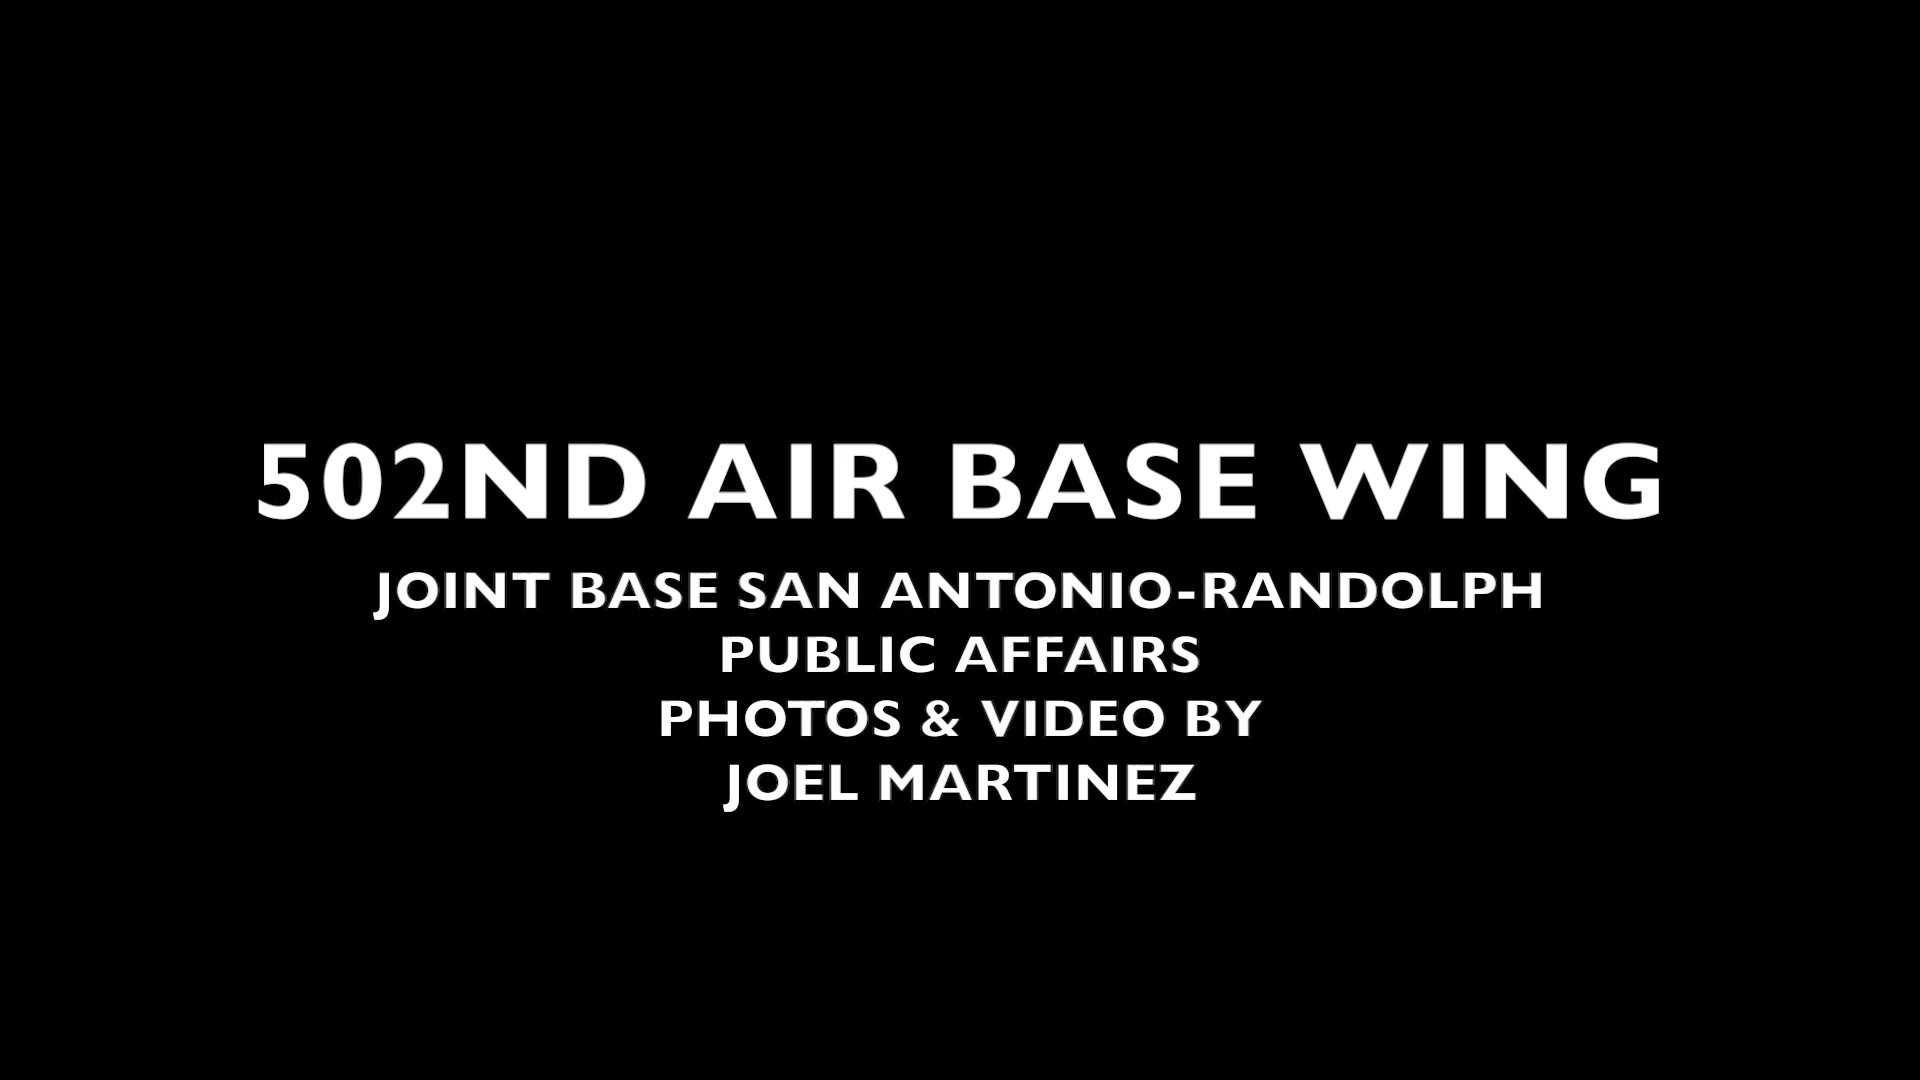 502ND AIR BASE WING
JOINT BASE SAN ANTONIO-RANDOLPH
PUBLIC AFFAIRS
PHOTOS & VIDEO BY
JOEL MARTINEZ